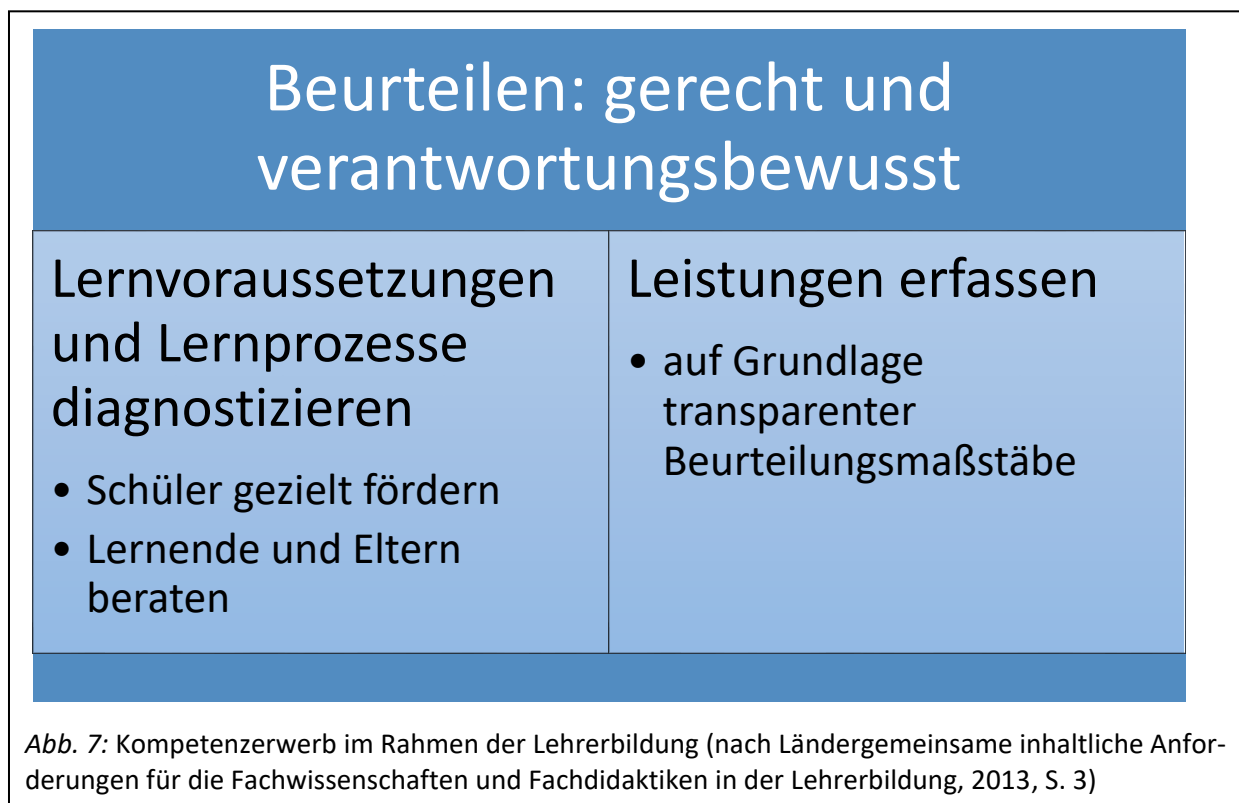 Beurteilen: gerecht und
verantwortungsbewusst
Lernvoraussetzungen
und Lernprozesse
diagnostizieren
• Schüler gezielt fördern
• Lernende und Eltern
beraten
Leistungen erfassen
• auf Grundlage
transparenter
Beurteilungsmaßstäbe
Abb. 7: Kompetenzerwerb im Rahmen der Lehrerbildung (nach Ländergemeinsame inhaltliche Anfor-
derungen für die Fachwissenschaften und Fachdidaktiken in der Lehrerbildung, 2013, S. 3)